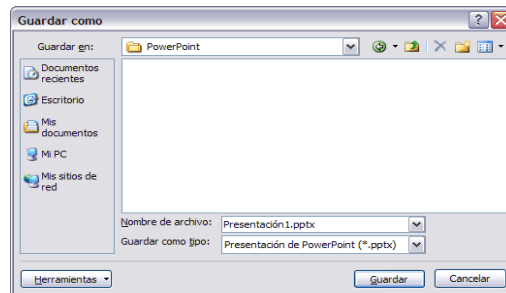 Guardar como
Guardar en:
PowerPoint
Documentos
recientes
Escritorio
Mis
documentos
Mi PC
Mis sitios de
red
Nombre de archivo:
Presentación1.pptx
Guardar como tipo:
Presentación de PowerPoint (*.pptx)
Herramientas
Guardar
Cancelar